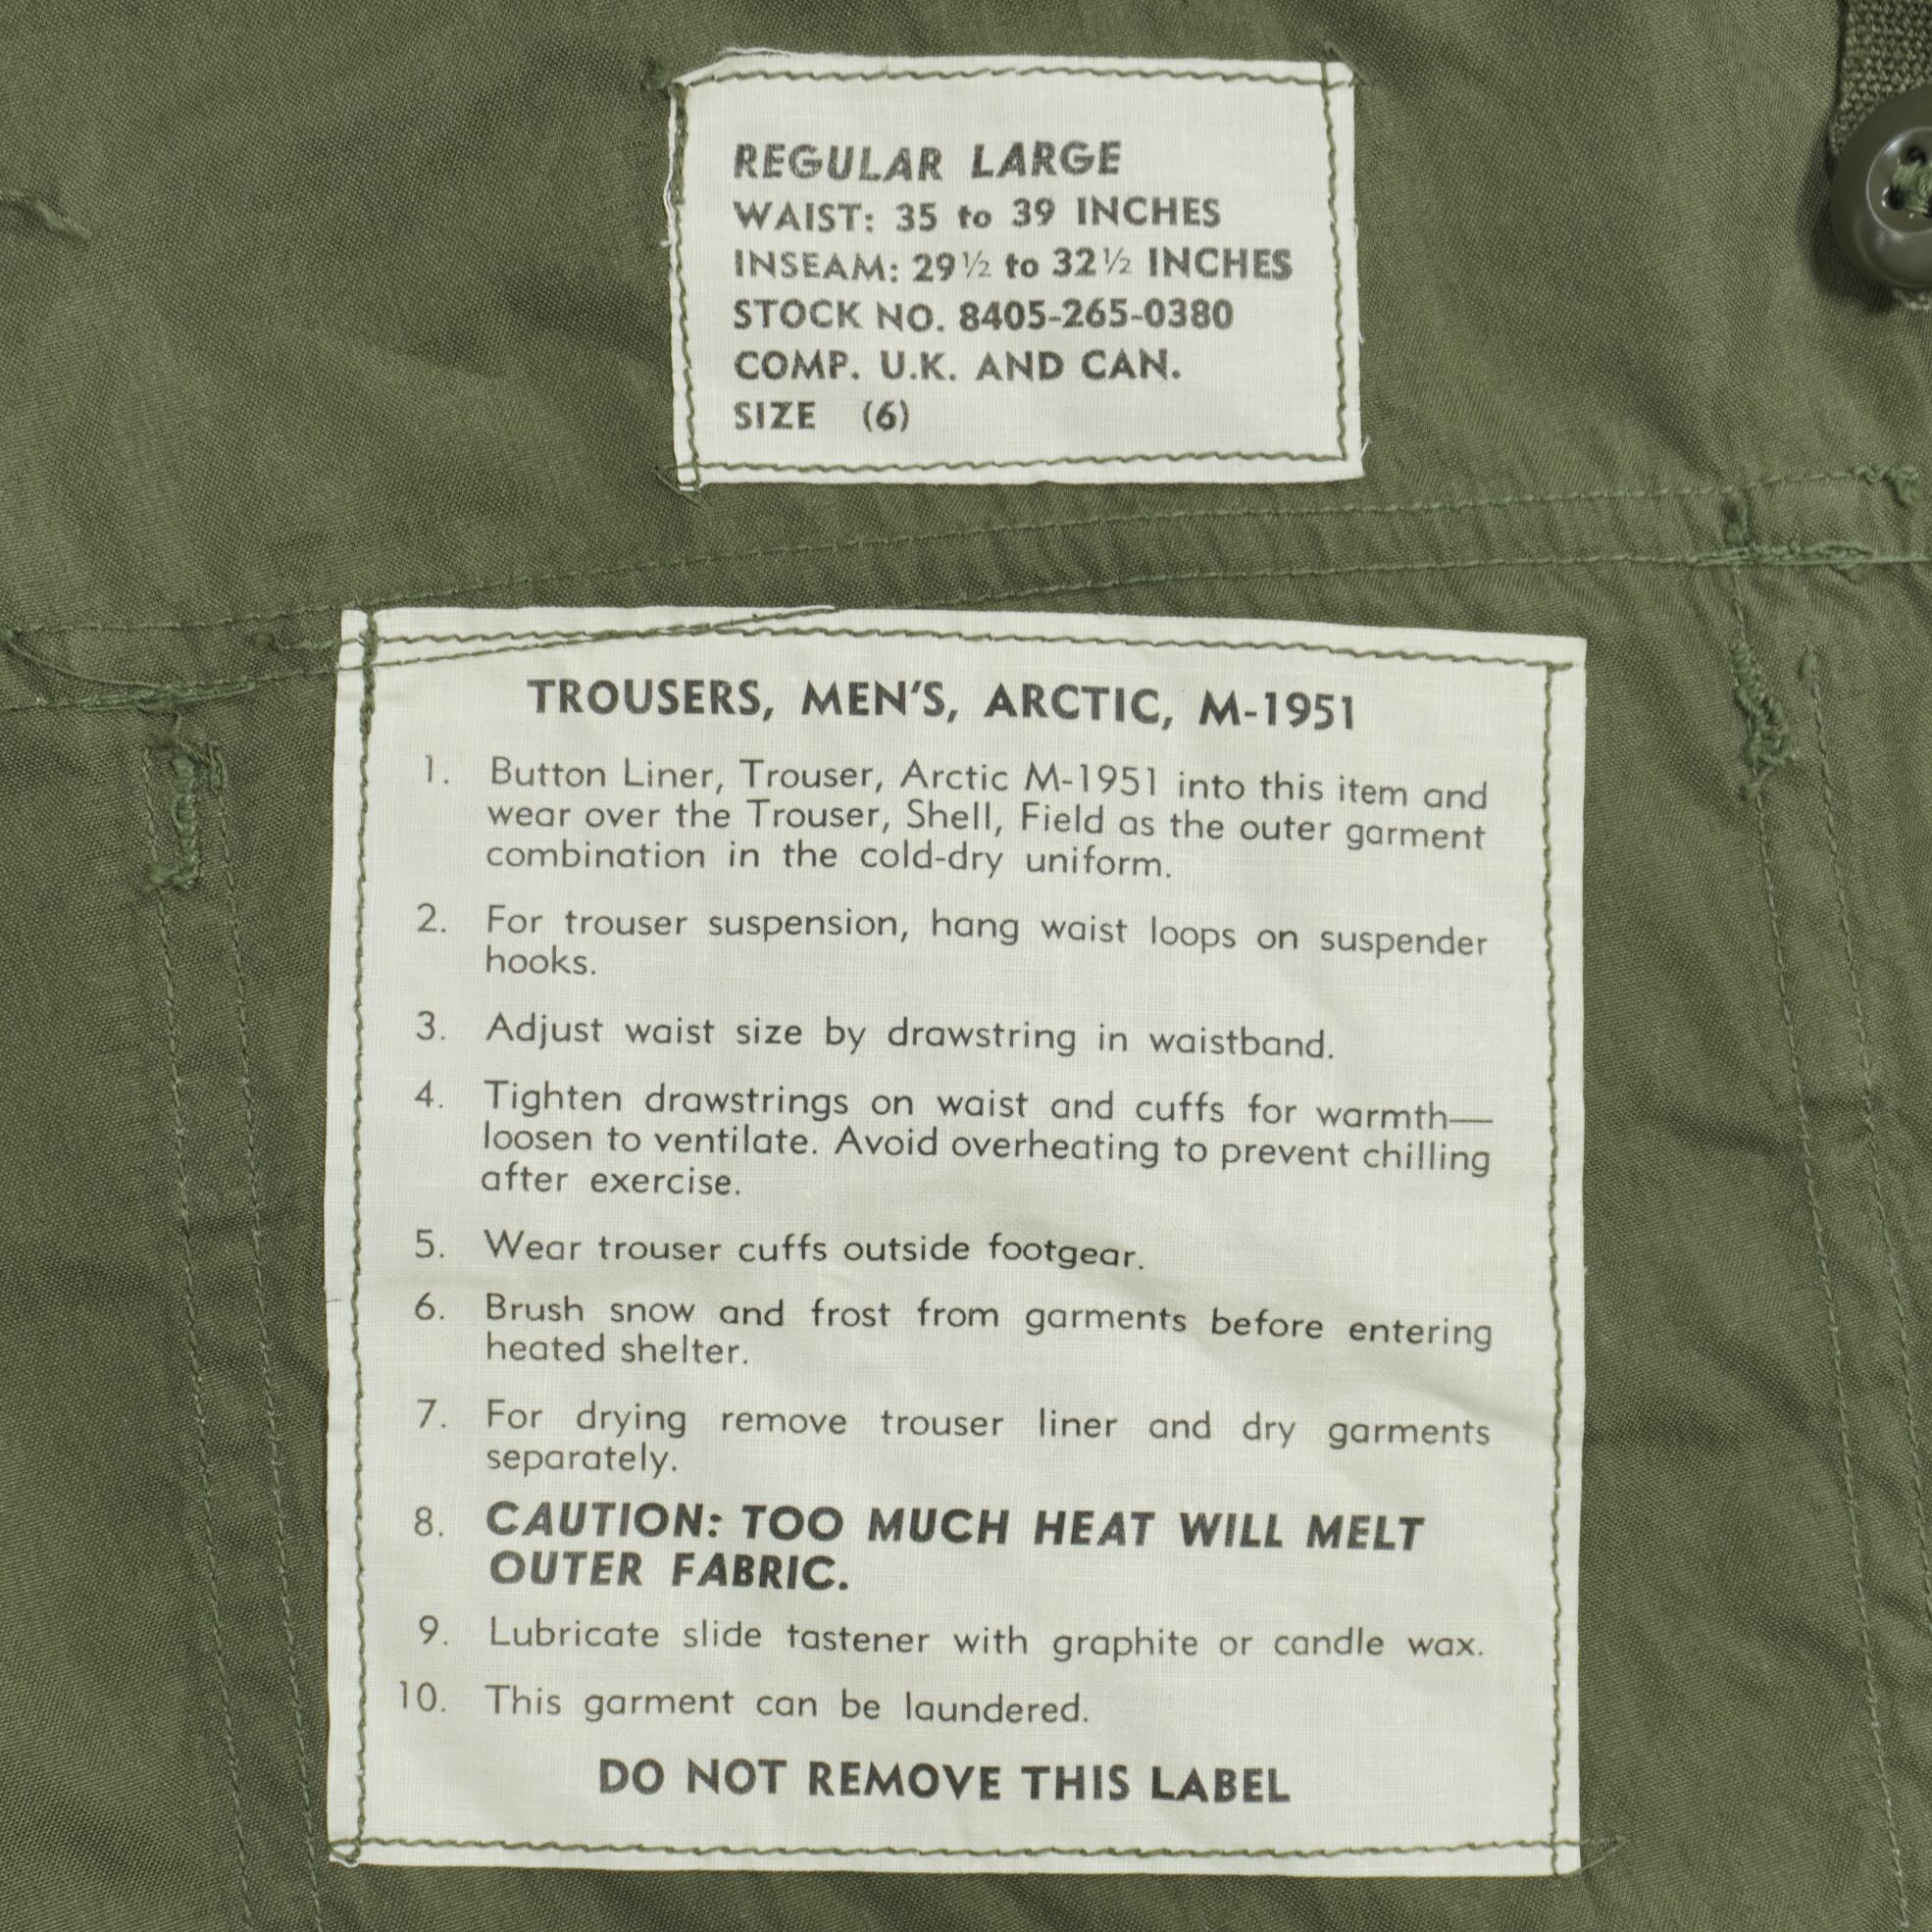 REGULAR LARGE
WAIST: 35 to 39 INCHES
INSEAM: 29½ to 32½ INCHES
STOCK NO. 8405-265-0380
COMP. U.K. AND CAN.
SIZE (6)
TROUSERS, MEN'S, ARCTIC, M-1951
1. Button Liner, Trouser, Arctic M-1951 into this item and
wear over the Trouser, Shell, Field as the outer garment
combination in the cold-dry uniform.
2. For trouser suspension, hang waist loops on suspender
hooks.
3. Adjust waist size by drawstring in waistband.
4. Tighten drawstrings on waist and cuffs for warmth—
loosen to ventilate. Avoid overheating to prevent chilling
after exercise.
5. Wear trouser cuffs outside footgear.
6. Brush snow and frost from garments before entering
heated shelter.
7. For drying remove trouser liner and dry garments
separately.
8. CAUTION: TOO MUCH HEAT WILL MELT
OUTER FABRIC.
9. Lubricate slide tastener with graphite or candle wax.
10. This garment can be laundered.
DO NOT REMOVE THIS LABEL